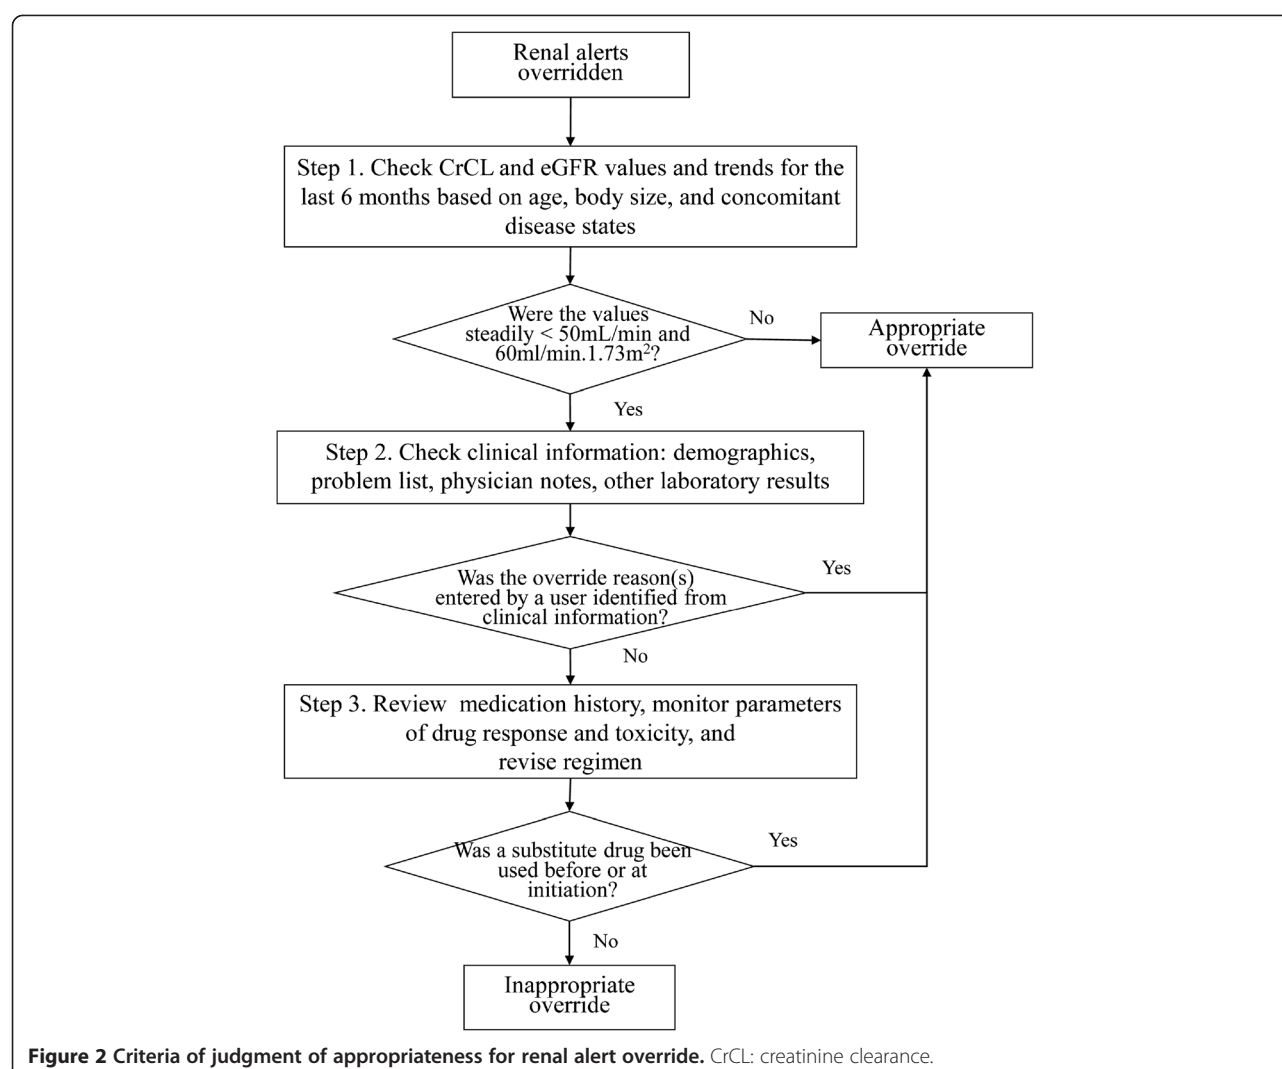 Renal alerts
overridden
Step 1. Check CrCL and eGFR values and trends for the
last 6 months based on age, body size, and concomitant
disease states
Were the values
steadily < 50mL/min and
60ml/min.1.73m²?
No
Appropriate
override
Yes
Step 2. Check clinical information: demographics,
problem list, physician notes, other laboratory results
Was the override reason(s)
entered by a user identified from
clinical information?
Yes
No
Step 3. Review medication history, monitor parameters
of drug response and toxicity, and
revise regimen
Was a substitute drug been
used before or at
initiation?
Yes
No
Inappropriate
override
Figure 2 Criteria of judgment of appropriateness for renal alert override. CrCL: creatinine clearance.